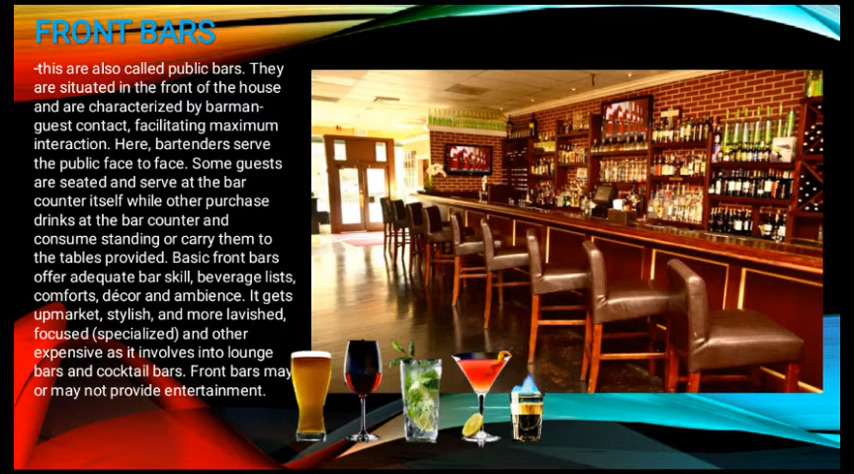 FRONT BARS
-this are also called public bars. They
are situated in the front of the house
and are characterized by barman-
guest contact, facilitating maximum
interaction. Here, bartenders serve
the public face to face. Some guests
are seated and serve at the bar
counter itself while other purchase
drinks at the bar counter and
consume standing or carry them to
the tables provided. Basic front bars
offer adequate bar skill, beverage lists,
comforts, décor and ambience. It gets
upmarket, stylish, and more lavished,
focused (specialized) and other
expensive as it involves into lounge
bars and cocktail bars. Front bars may
or may not provide entertainment.